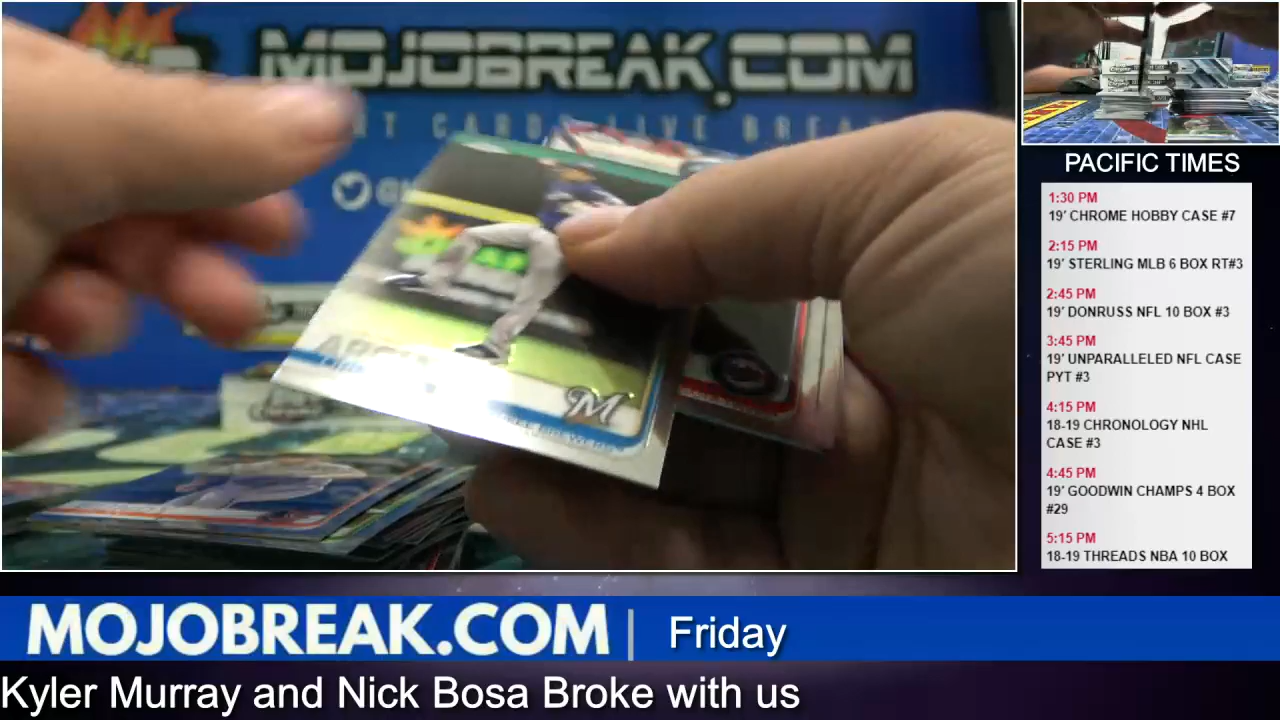 MOJOBREAK.COM
PACIFIC TIMES
1:30 PM
19' CHROME HOBBY CASE #7
2:15 PM
19' STERLING MLB 6 BOX RT#3
2:45 PM
19' DONRUSS NFL 10 BOX #3
3:45 PM
19' UNPARALLELED NFL CASE
PYT #3
4:15 PM
18-19 CHRONOLOGY NHL
CASE #3
4:45 PM
19' GOODWIN CHAMPS 4 BOX
#29
5:15 PM
18-19 THREADS NBA 10 BOX
M
MOJOBREAK.COM | Friday
Kyler Murray and Nick Bosa Broke with us